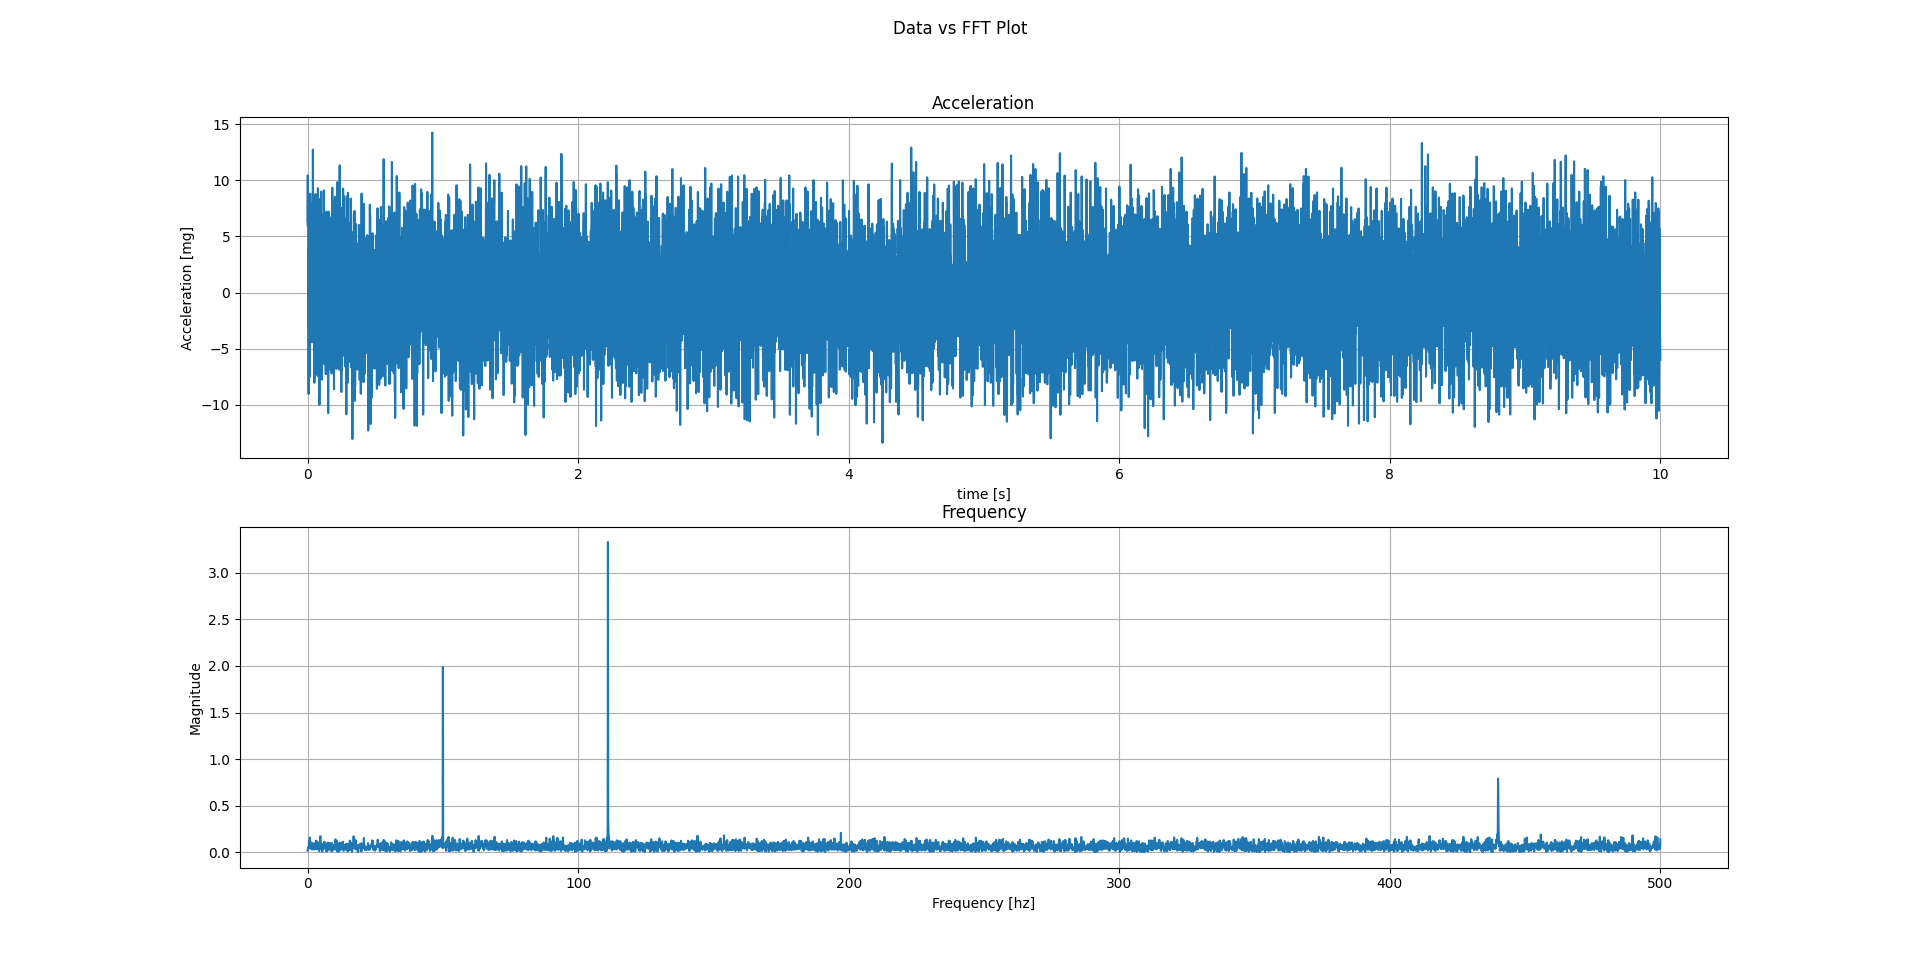 Data vs FFT Plot
Acceleration
15
10
5
0
−5
−10
Acceleration [mg]
0 2 4 6 8 10
time [s]
Frequency
3.0
2.5
2.0
1.5
1.0
0.5
0.0
Magnitude
0 100 200 300 400 500
Frequency [hz]